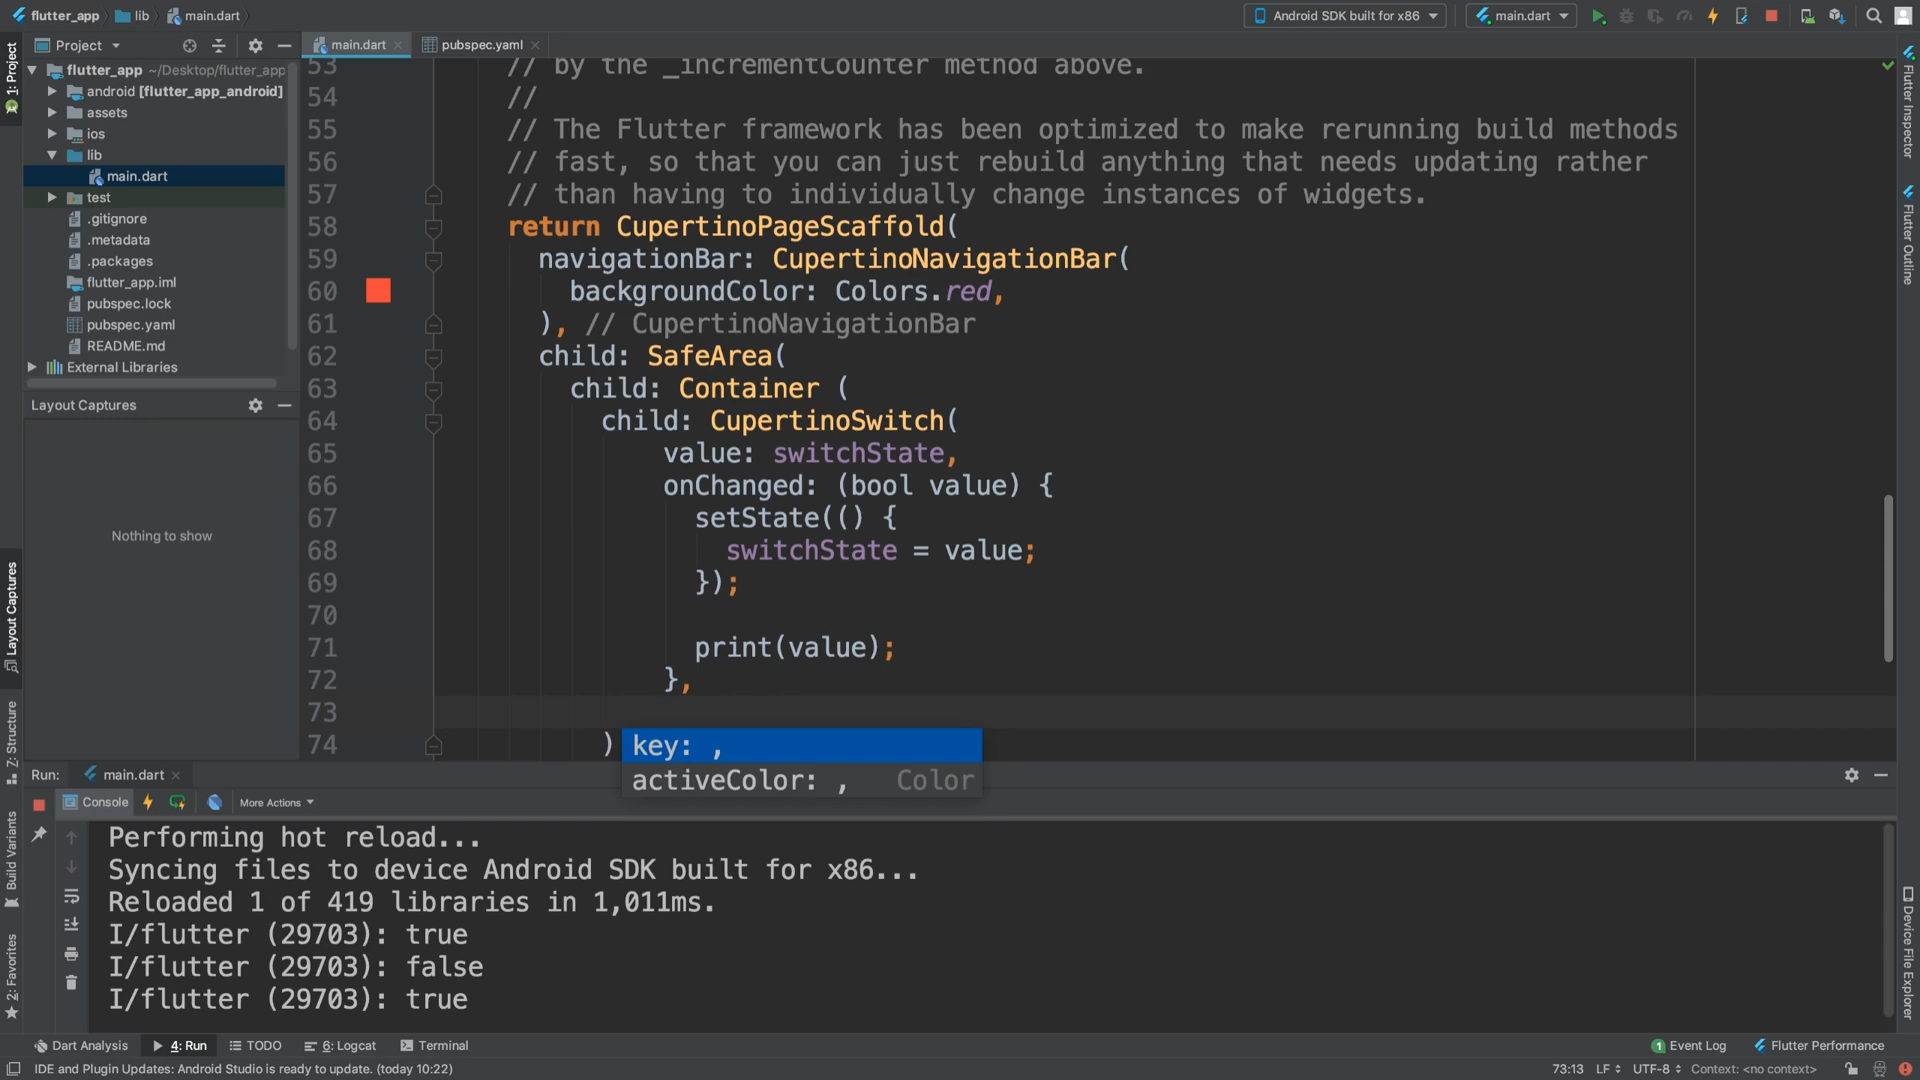 flutter_app
lib
main.dart
Android SDK built for x86
main.dart
1: Project
Project
main.dart
pubspec.yaml
flutter_app ~/Desktop/flutter_app
android [flutter_app_android]
assets
ios
lib
main.dart
test
.gitignore
.metadata
.packages
flutter_app.iml
pubspec.lock
pubspec.yaml
README.md
External Libraries
Layout Captures
Nothing to show
Layout Captures
Z: Structure
Build Variants
2: Favorites
53 // by the _incrementCounter method above.
54 //
55 // The Flutter framework has been optimized to make rerunning build methods
56 // fast, so that you can just rebuild anything that needs updating rather
57 // than having to individually change instances of widgets.
58 return CupertinoPageScaffold(
59 navigationBar: CupertinoNavigationBar(
60 backgroundColor: Colors.red,
61 ), // CupertinoNavigationBar
62 child: SafeArea(
63 child: Container (
64 child: CupertinoSwitch(
65 value: switchState,
66 onChanged: (bool value) {
67 setState(() {
68 switchState = value;
69 });
70
71 print(value);
72 },
73
74 )
key: ,
activeColor: , Color
Flutter Inspector
Flutter Outline
Device File Explorer
Run: main.dart
Console
More Actions
Performing hot reload...
Syncing files to device Android SDK built for x86...
Reloaded 1 of 419 libraries in 1,011ms.
I/flutter (29703): true
I/flutter (29703): false
I/flutter (29703): true
Dart Analysis
4: Run
TODO
6: Logcat
Terminal
1 Event Log
Flutter Performance
IDE and Plugin Updates: Android Studio is ready to update. (today 10:22)
73:13 LF UTF-8 Context: <no context>